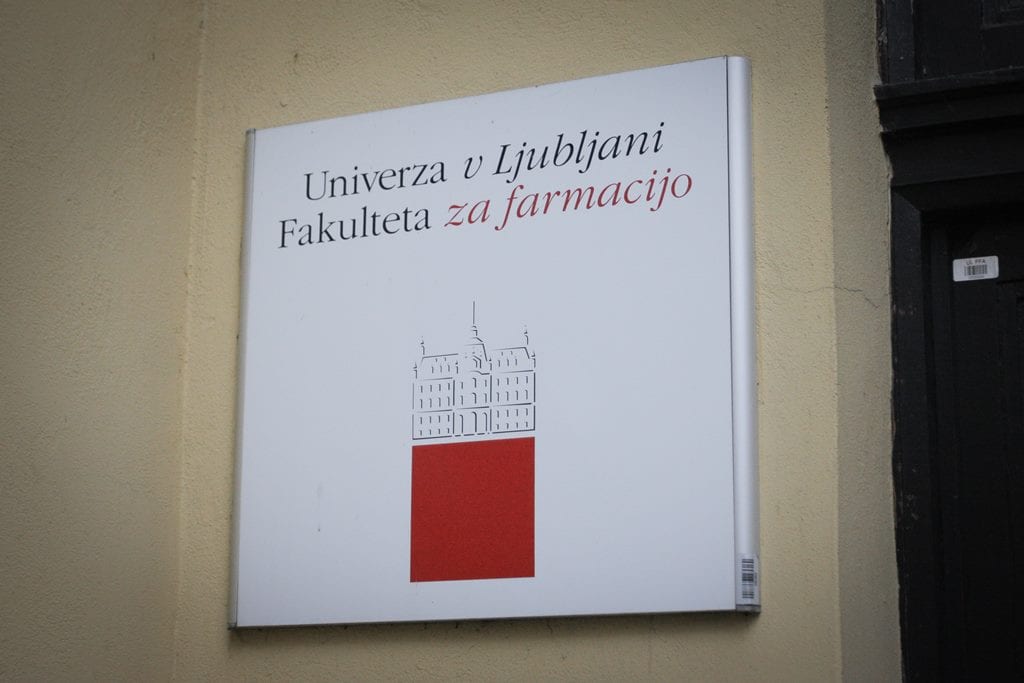 Univerza v Ljubljani
Fakulteta za farmacijo